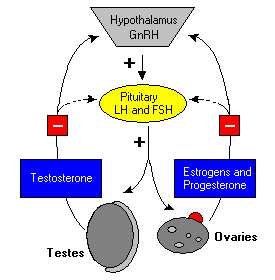 Hypothalamus
GnRH
+
Pituitary
LH and FSH
− −
+
Testosterone
Estrogens and
Progesterone
Testes
Ovaries